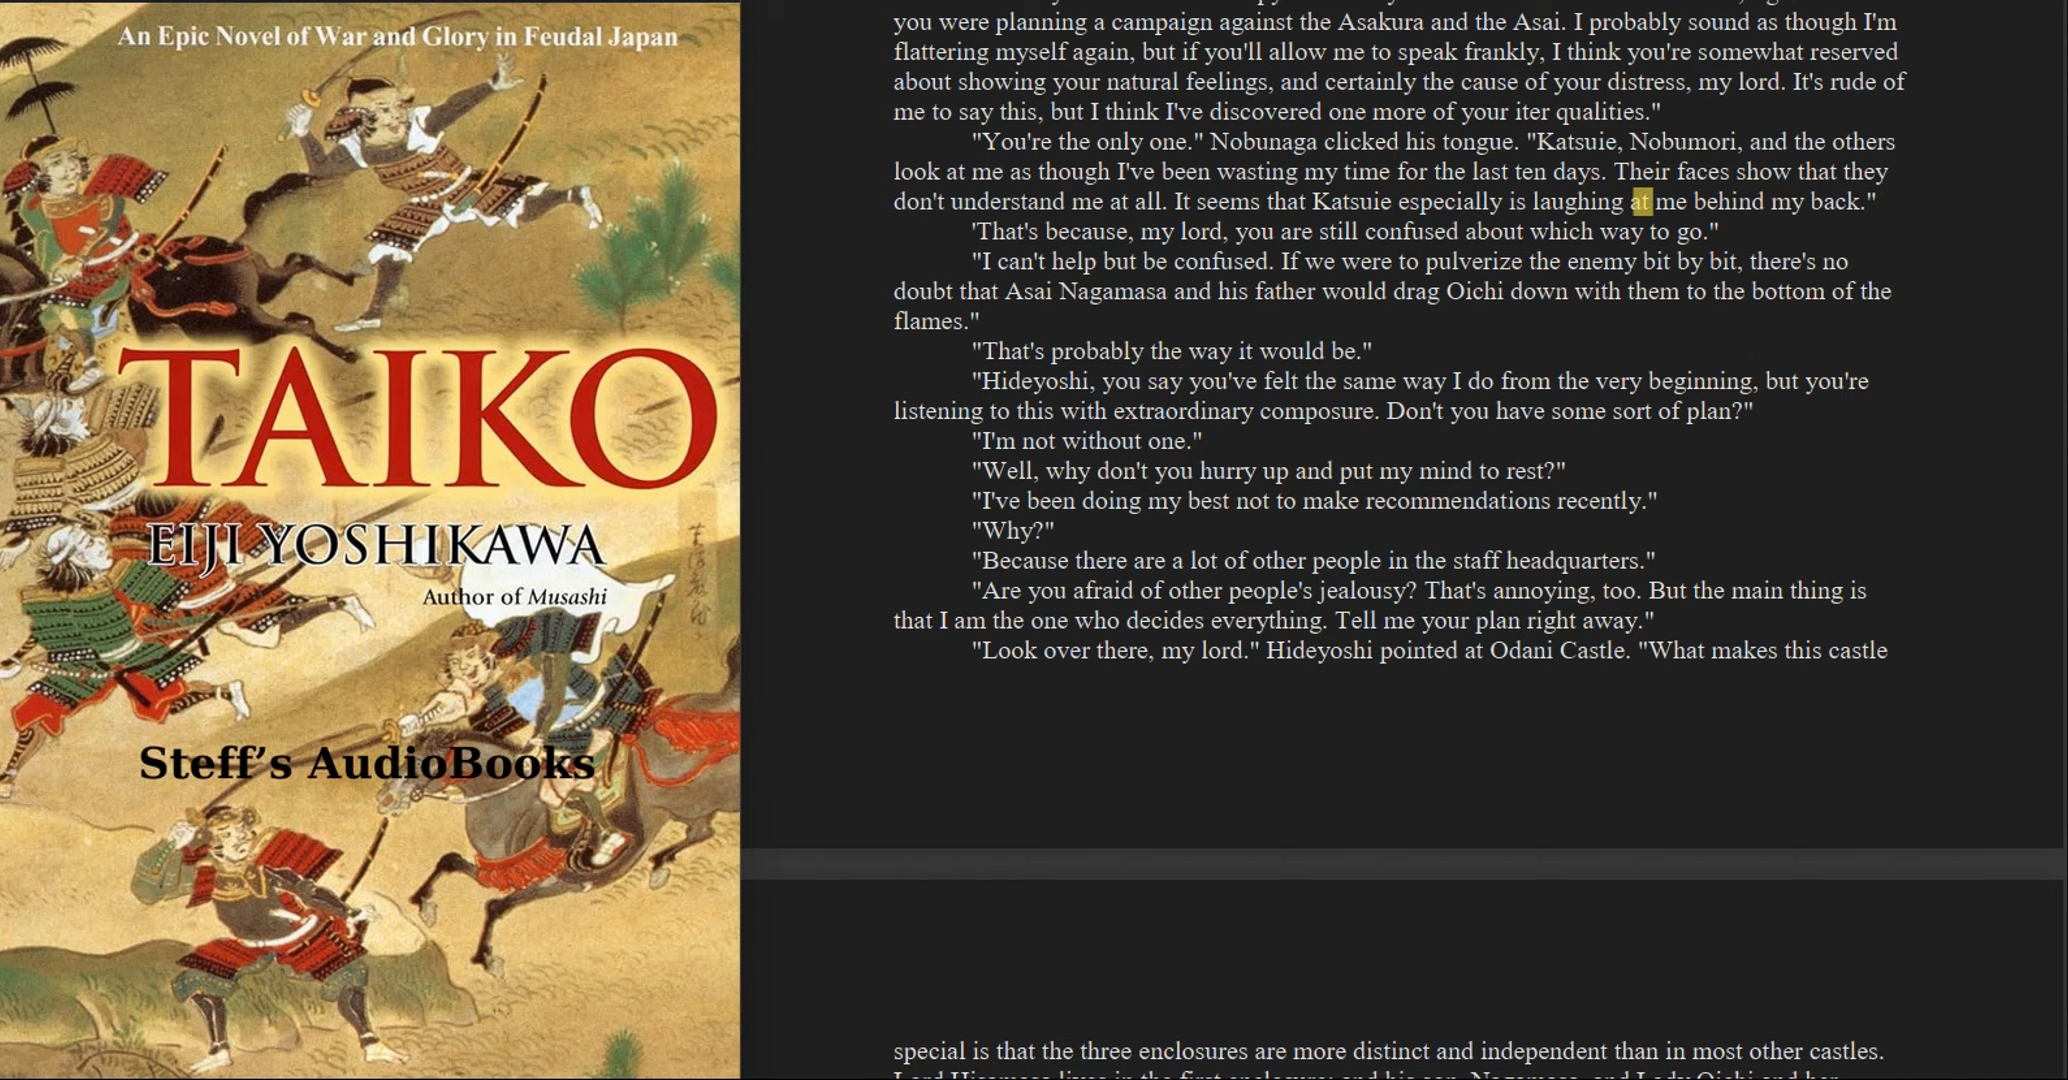 An Epic Novel of War and Glory in Feudal Japan
TAIKO
EIJI YOSHIKAWA
Author of Musashi
Steff's AudioBooks
you were planning a campaign against the Asakura and the Asai. I probably sound as though I'm
flattering myself again, but if you'll allow me to speak frankly, I think you're somewhat reserved
about showing your natural feelings, and certainly the cause of your distress, my lord. It's rude of
me to say this, but I think I've discovered one more of your iter qualities."
"You're the only one." Nobunaga clicked his tongue. "Katsuie, Nobumori, and the others
look at me as though I've been wasting my time for the last ten days. Their faces show that they
don't understand me at all. It seems that Katsuie especially is laughing at me behind my back."
'That's because, my lord, you are still confused about which way to go."
"I can't help but be confused. If we were to pulverize the enemy bit by bit, there's no
doubt that Asai Nagamasa and his father would drag Oichi down with them to the bottom of the
flames."
"That's probably the way it would be."
"Hideyoshi, you say you've felt the same way I do from the very beginning, but you're
listening to this with extraordinary composure. Don't you have some sort of plan?"
"I'm not without one."
"Well, why don't you hurry up and put my mind to rest?"
"I've been doing my best not to make recommendations recently."
"Why?"
"Because there are a lot of other people in the staff headquarters."
"Are you afraid of other people's jealousy? That's annoying, too. But the main thing is
that I am the one who decides everything. Tell me your plan right away."
"Look over there, my lord." Hideyoshi pointed at Odani Castle. "What makes this castle
special is that the three enclosures are more distinct and independent than in most other castles.